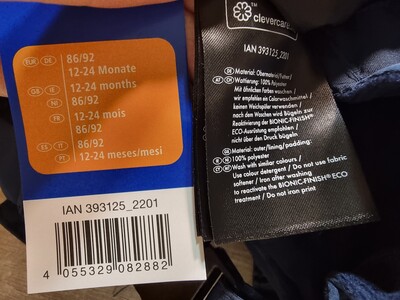 86/92
DE
12-24 Monate
GB
IE
86/92
12-24 months
86/92
12-24 mois
86/92
ES
IT
86/92
PT
12-24 meses/mesi
IAN 393125_2201
4 055329 082882
clevercare
IAN 393125_2201
Material: Obermaterial/Futter/
Wattierung: 100% Polyester
Mit ähnlichen Farben waschen/
wir empfehlen ein Colorwaschmittel/
keinen Weichspüler verwenden/
nach dem Waschen wird Bügeln zur
Reaktivierung der BIONIC-FINISH®
ECO-Ausrüstung empfohlen/
nicht über den Druck bügeln
Material: outer/lining/padding:
100% polyester
Wash with similar colours/
Use colour detergent / Do not use fabric
softener / Iron after washing
to reactivate the BIONIC-FINISH® ECO
treatment / Do not iron print